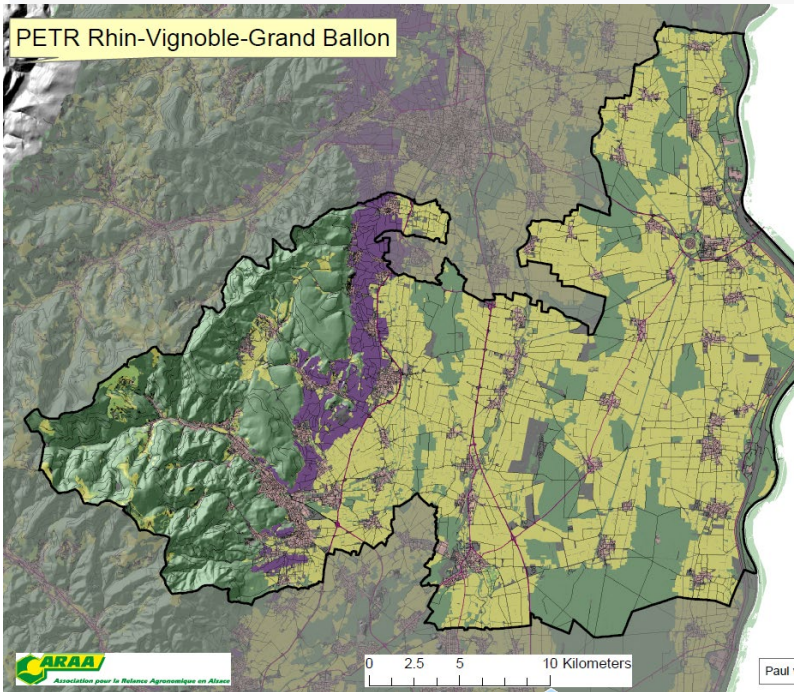 PETR Rhin-Vignoble-Grand Ballon
ARAA
Association pour la Relance Agronomique en Alsace
0 2.5 5 10 Kilometers
Paul